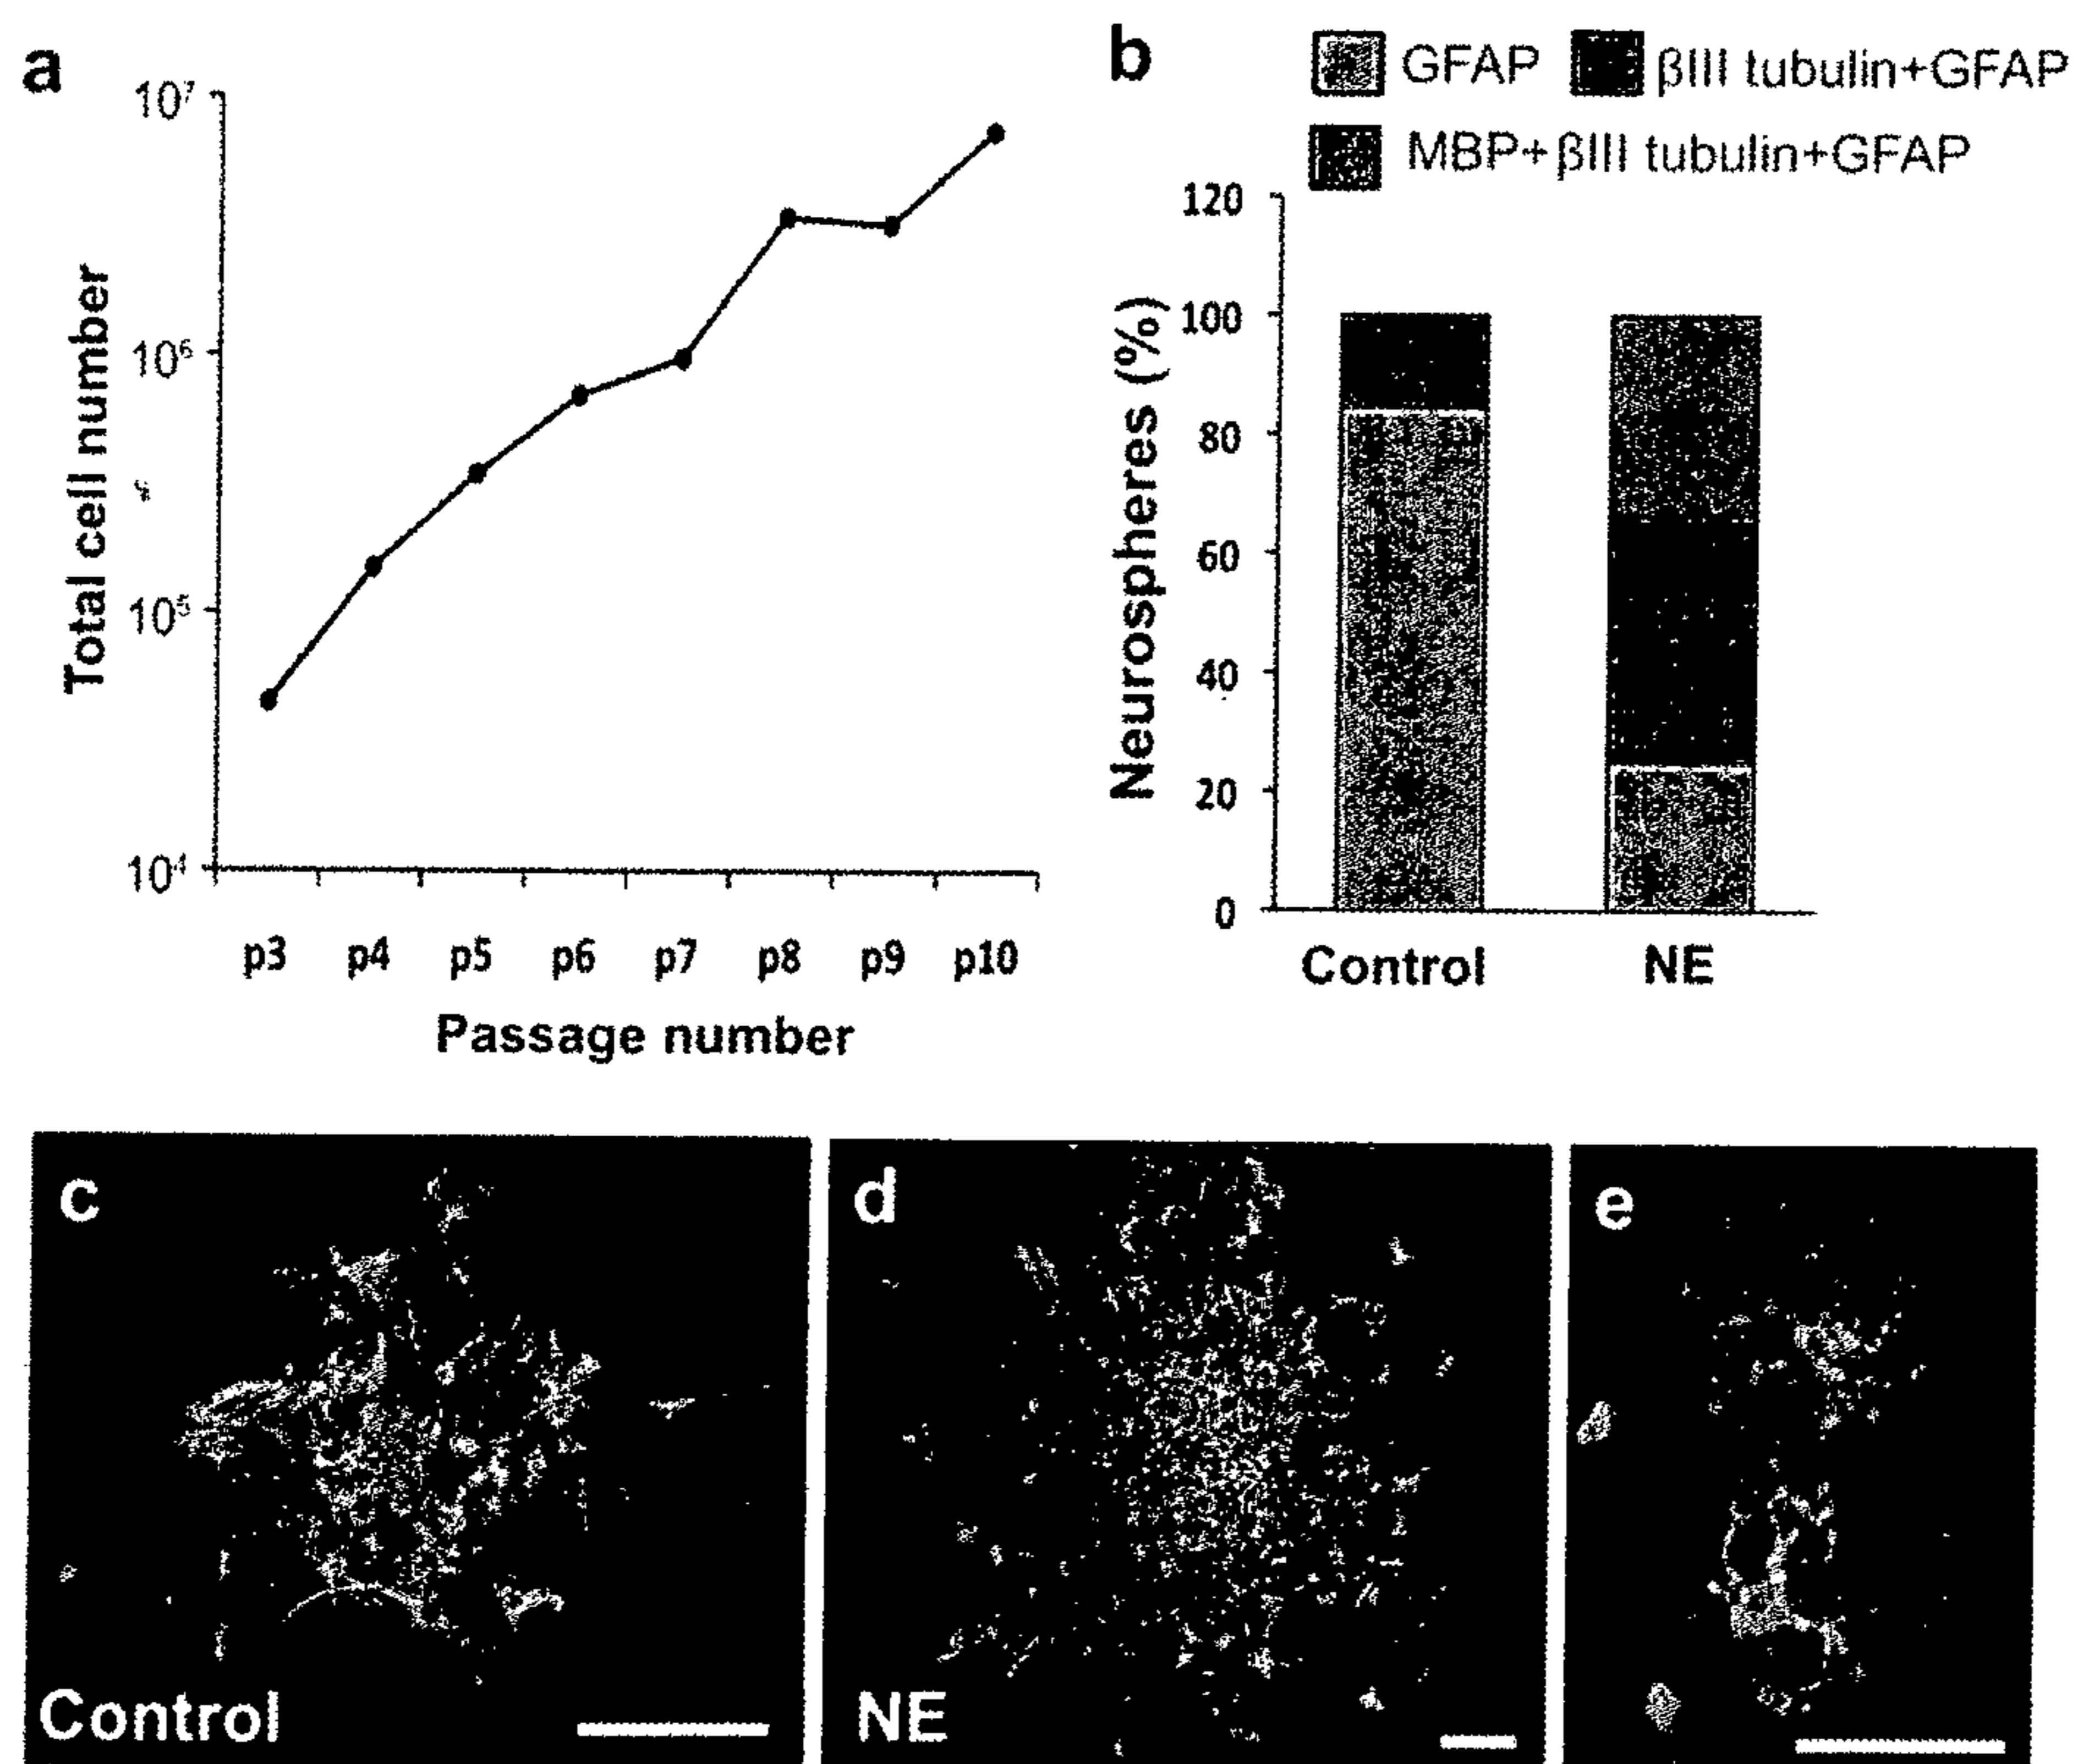 a
10⁷
10⁶
10⁵
10⁴
Total cell number
p3 p4 p5 p6 p7 p8 p9 p10
Passage number
b
GFAP βIII tubulin+GFAP
MBP+βIII tubulin+GFAP
120
100
80
60
40
20
0
Neurospheres (%)
Control NE
c
Control
d
NE
e